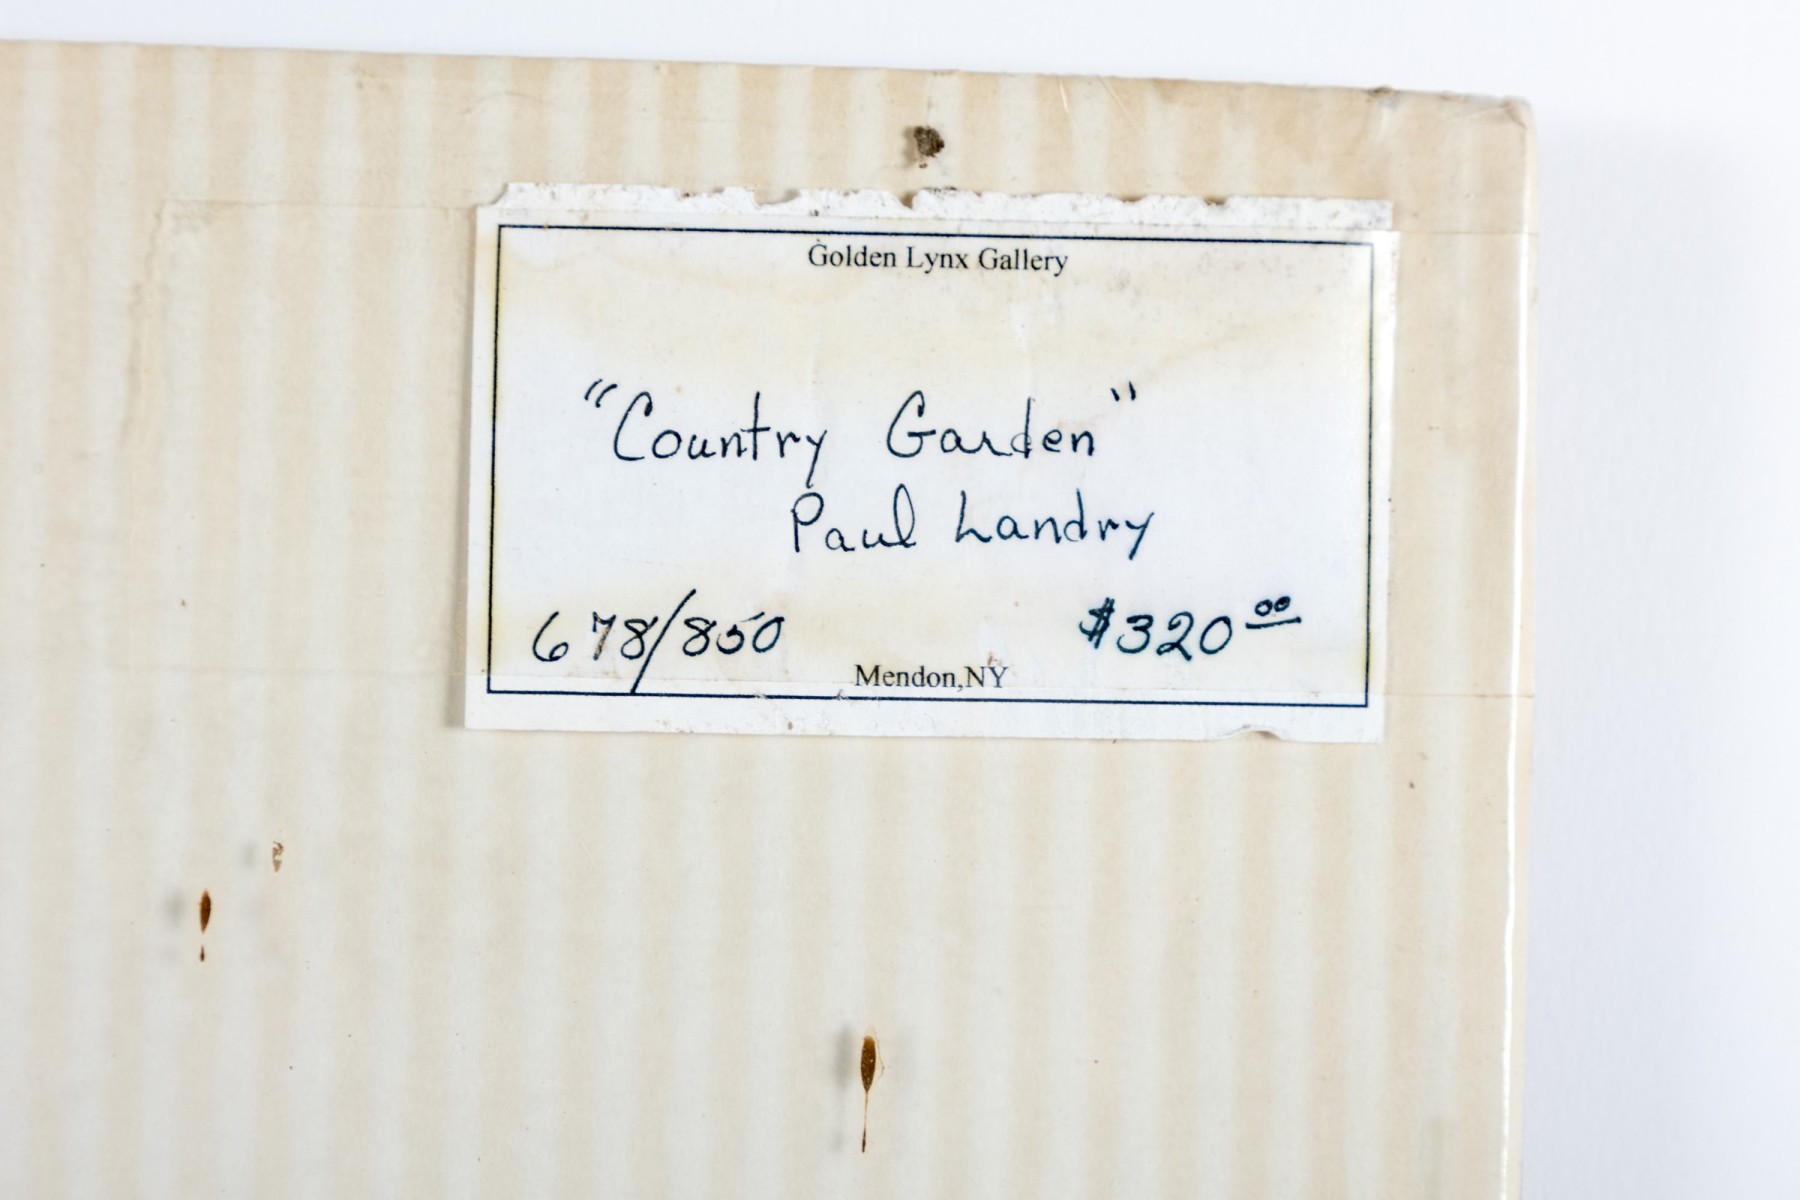 Golden Lynx Gallery
"Country Garden"
Paul Landry
678/850 $320.00
Mendon,NY